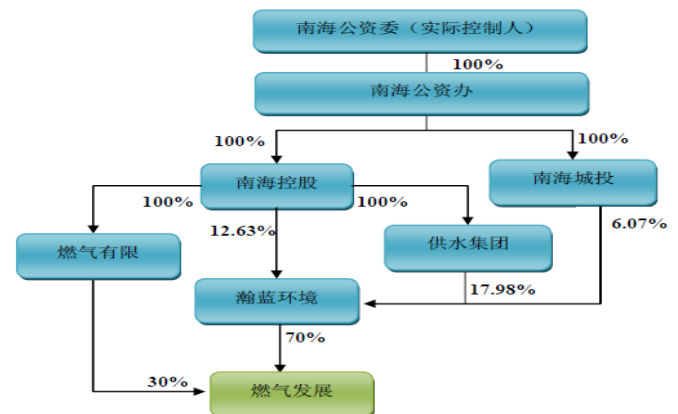 南海公资委（实际控制人）
100%
南海公资办
100%
100%
南海控股
南海城投
100%
12.63%
100%
6.07%
燃气有限
供水集团
瀚蓝环境
17.98%
70%
30%
燃气发展